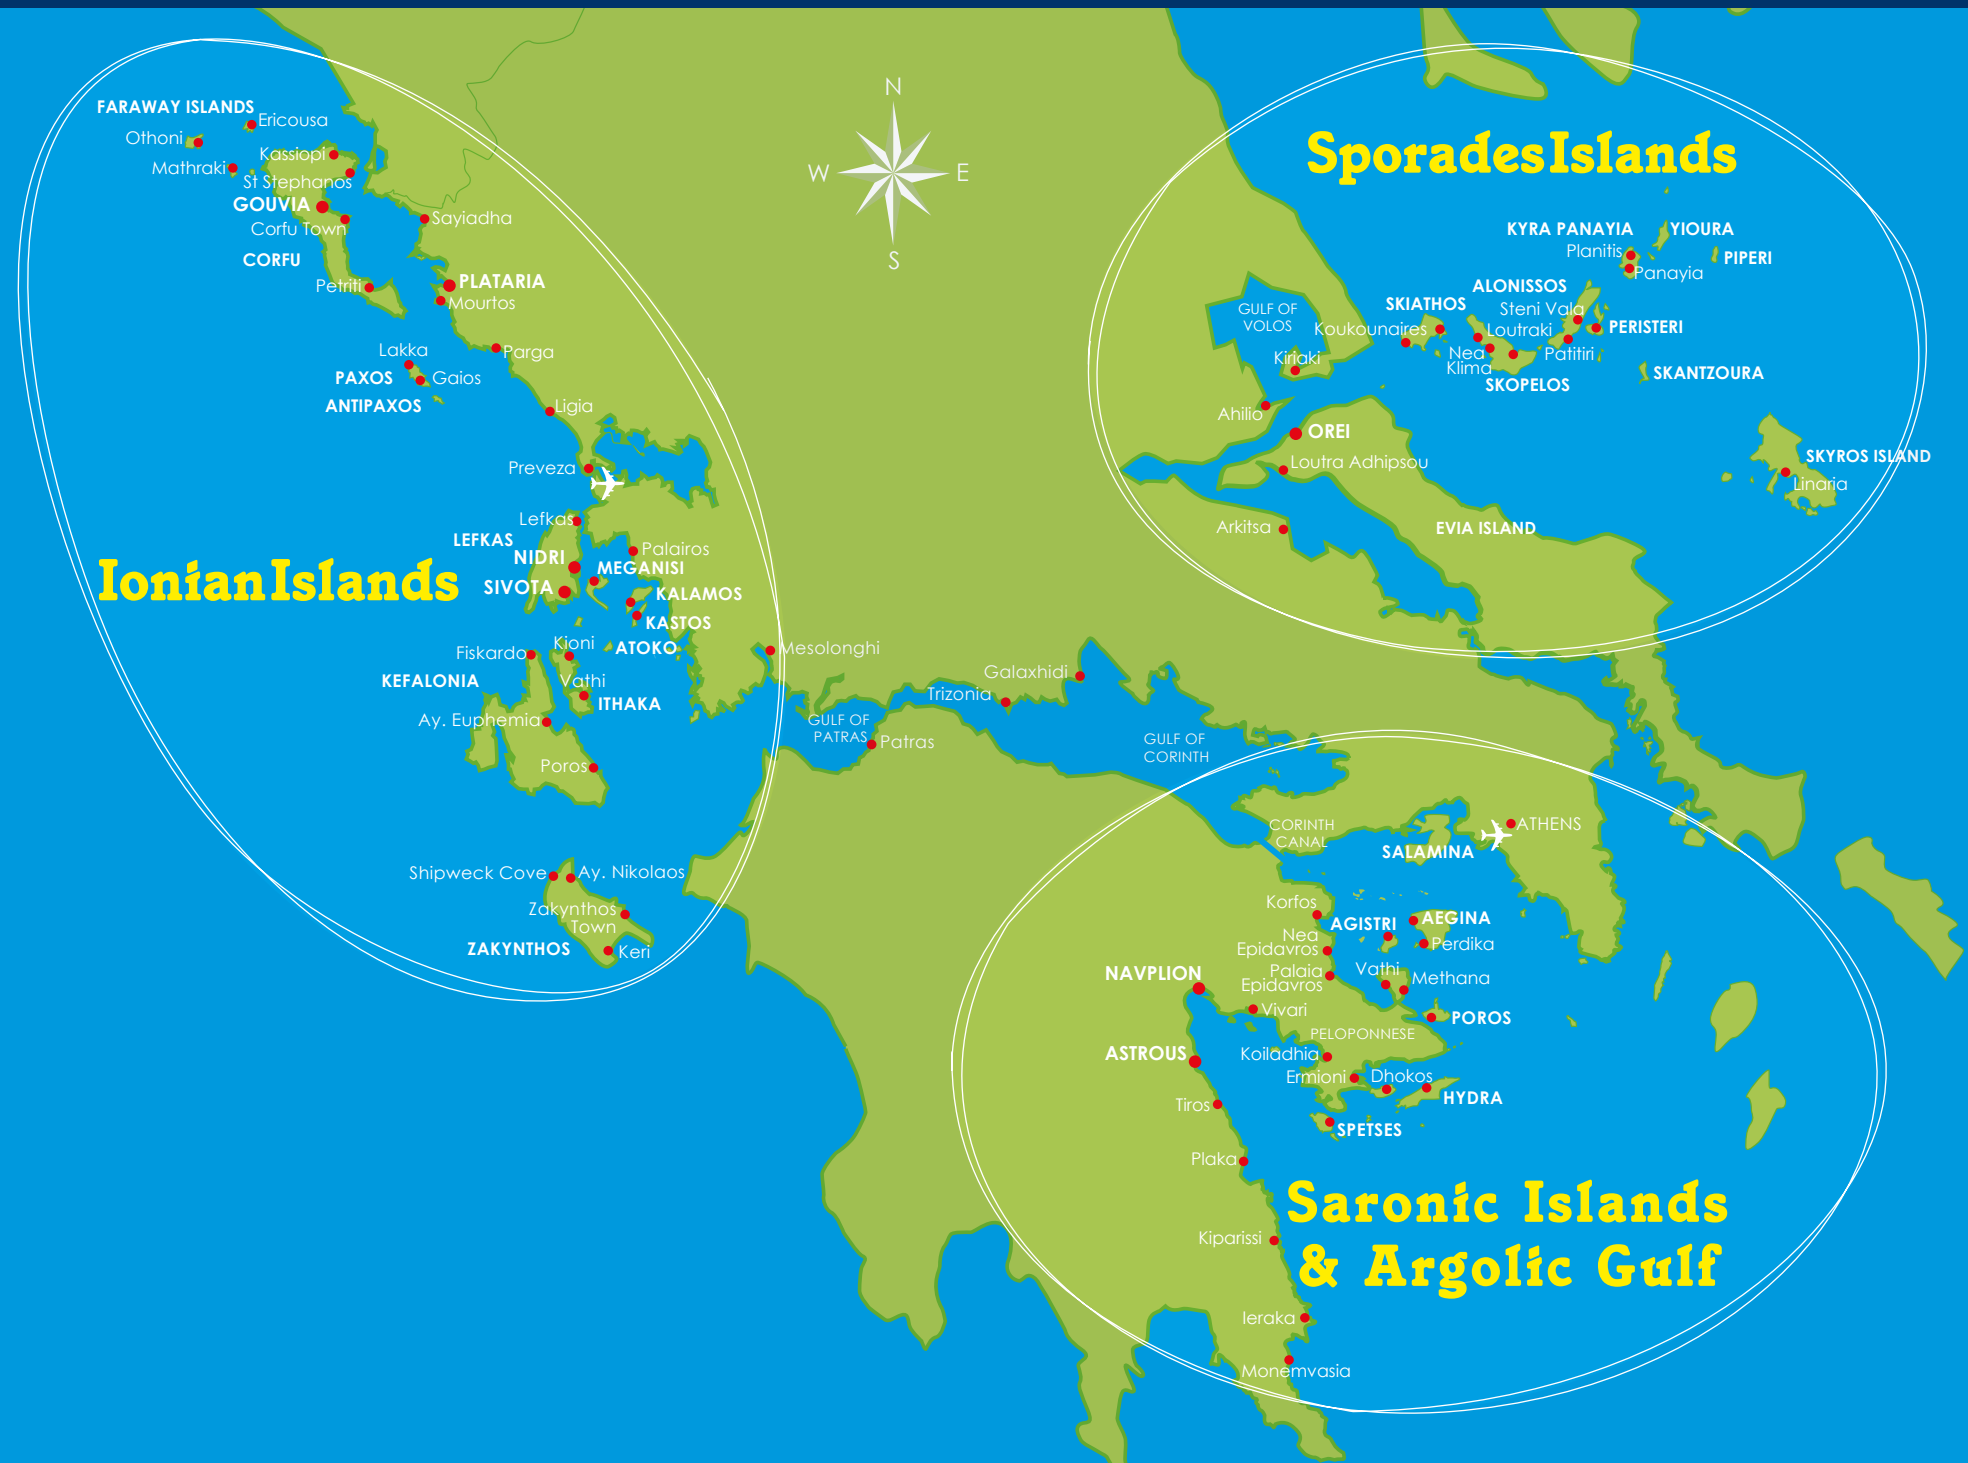 N
W
E
S
Ionian Islands
FARAWAY ISLANDS
Ericousa
Othoni
Kassiopi
Mathraki
St Stephanos
GOUVIA
Corfu Town
Sayiadha
CORFU
Petriti
PLATARIA
Mourtos
Lakka
Parga
PAXOS
Gaios
ANTIPAXOS
Ligia
Preveza
Lefkas
LEFKAS
Palairos
NIDRI
MEGANISI
SIVOTA
KALAMOS
KASTOS
Kioni
ATOKO
Fiskardo
KEFALONIA
Vathi
ITHAKA
Ay. Euphemia
Poros
Shipweck Cove
Ay. Nikolaos
Zakynthos
Town
ZAKYNTHOS
Keri
Mesolonghi
Galaxhidi
Trizonia
GULF OF
PATRAS
Patras
GULF OF
CORINTH
Sporades Islands
KYRA PANAYIA
YIOURA
Planitis
PIPERI
Panayia
ALONISSOS
SKIATHOS
Steni Vala
GULF OF
VOLOS
Koukounaires
Loutraki
PERISTERI
Kiriaki
Nea
Klima
Patitiri
SKOPELOS
SKANTZOURA
Ahilio
OREI
Loutra Adhipsou
SKYROS ISLAND
Linaria
Arkitsa
EVIA ISLAND
CORINTH
CANAL
ATHENS
SALAMINA
Korfos
AGISTRI
AEGINA
Nea
Epidavros
Perdika
Palaia
Epidavros
Vathi
Methana
NAVPLION
Vivari
POROS
PELOPONNESE
ASTROUS
Koiladhia
Ermioni
Dhokos
HYDRA
Tiros
SPETSES
Plaka
Saronic Islands
& Argolic Gulf
Kiparissi
Ieraka
Monemvasia